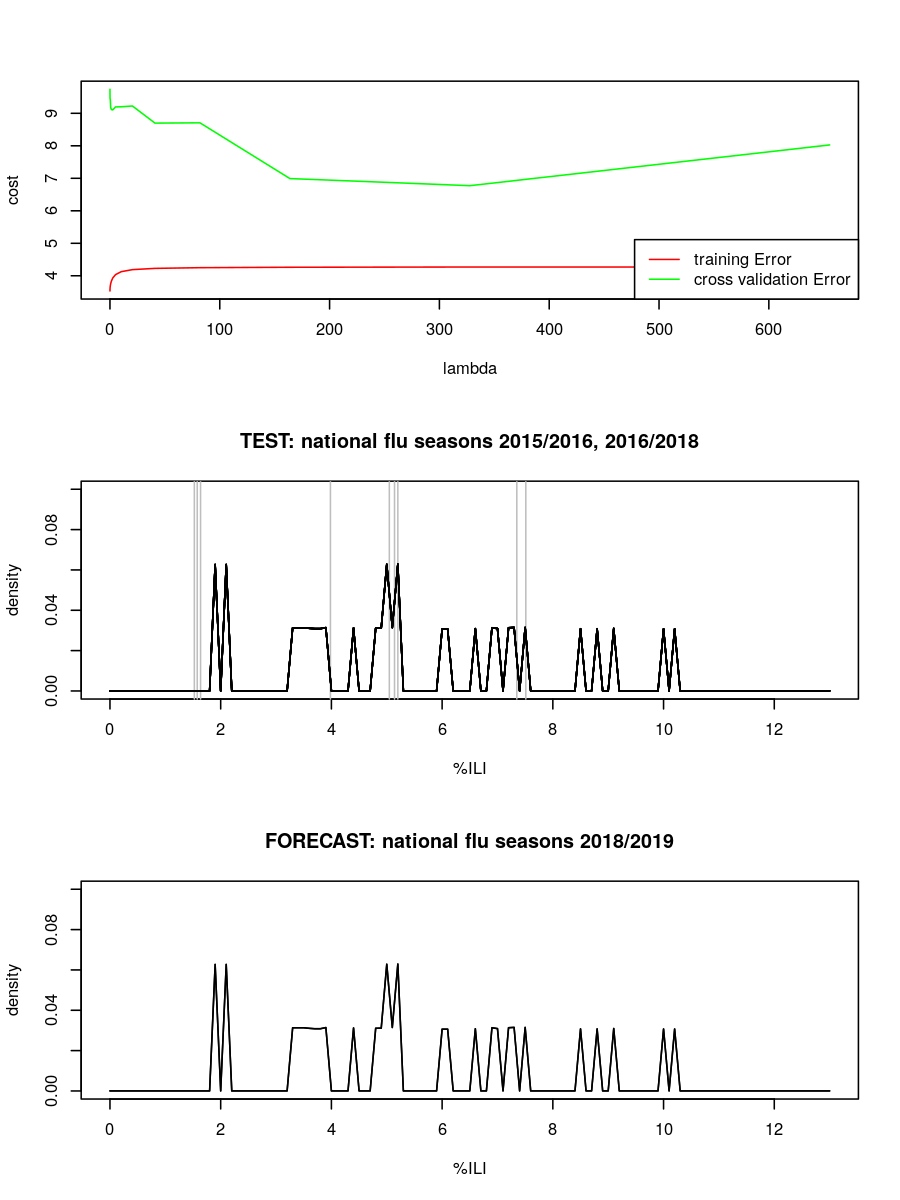 cost
9
8
7
6
5
4
training Error
cross validation Error
0 100 200 300 400 500 600
lambda
TEST: national flu seasons 2015/2016, 2016/2018
density
0.08
0.04
0.00
0 2 4 6 8 10 12
%ILI
FORECAST: national flu seasons 2018/2019
density
0.08
0.04
0.00
0 2 4 6 8 10 12
%ILI